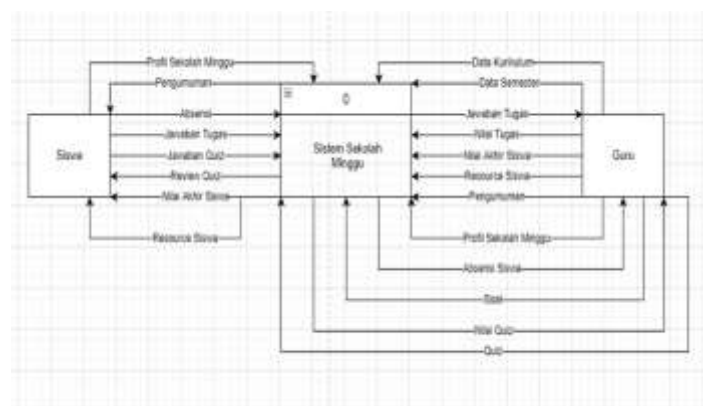 Profil Sekolah Minggu
Data Kurikulum
Pengumuman
Data Semester
0
Absensi
Jawaban Tugas
Jawaban Tugas
Nilai Tugas
Siswa
Sistem Sekolah
Minggu
Guru
Jawaban Quiz
Nilai Akhir Siswa
Review Quiz
Resource Siswa
Nilai Akhir Siswa
Pengumuman
Resource Siswa
Profil Sekolah Minggu
Absensi Siswa
Soal
Nilai Quiz
Quiz